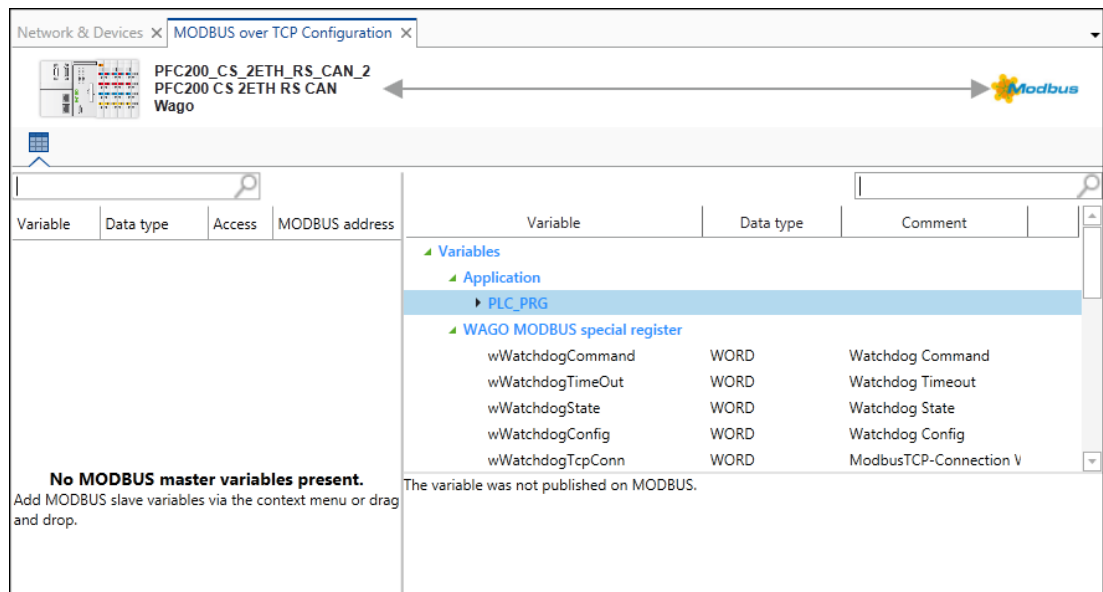 Network & Devices
MODBUS over TCP Configuration
PFC200_CS_2ETH_RS_CAN_2
PFC200 CS 2ETH RS CAN
Wago
Modbus
Variable Data type Access MODBUS address
No MODBUS master variables present.
Add MODBUS slave variables via the context menu or drag
and drop.
Variable Data type Comment
Variables
Application
PLC_PRG
WAGO MODBUS special register
wWatchdogCommand WORD Watchdog Command
wWatchdogTimeOut WORD Watchdog Timeout
wWatchdogState WORD Watchdog State
wWatchdogConfig WORD Watchdog Config
wWatchdogTcpConn WORD ModbusTCP-Connection
The variable was not published on MODBUS.